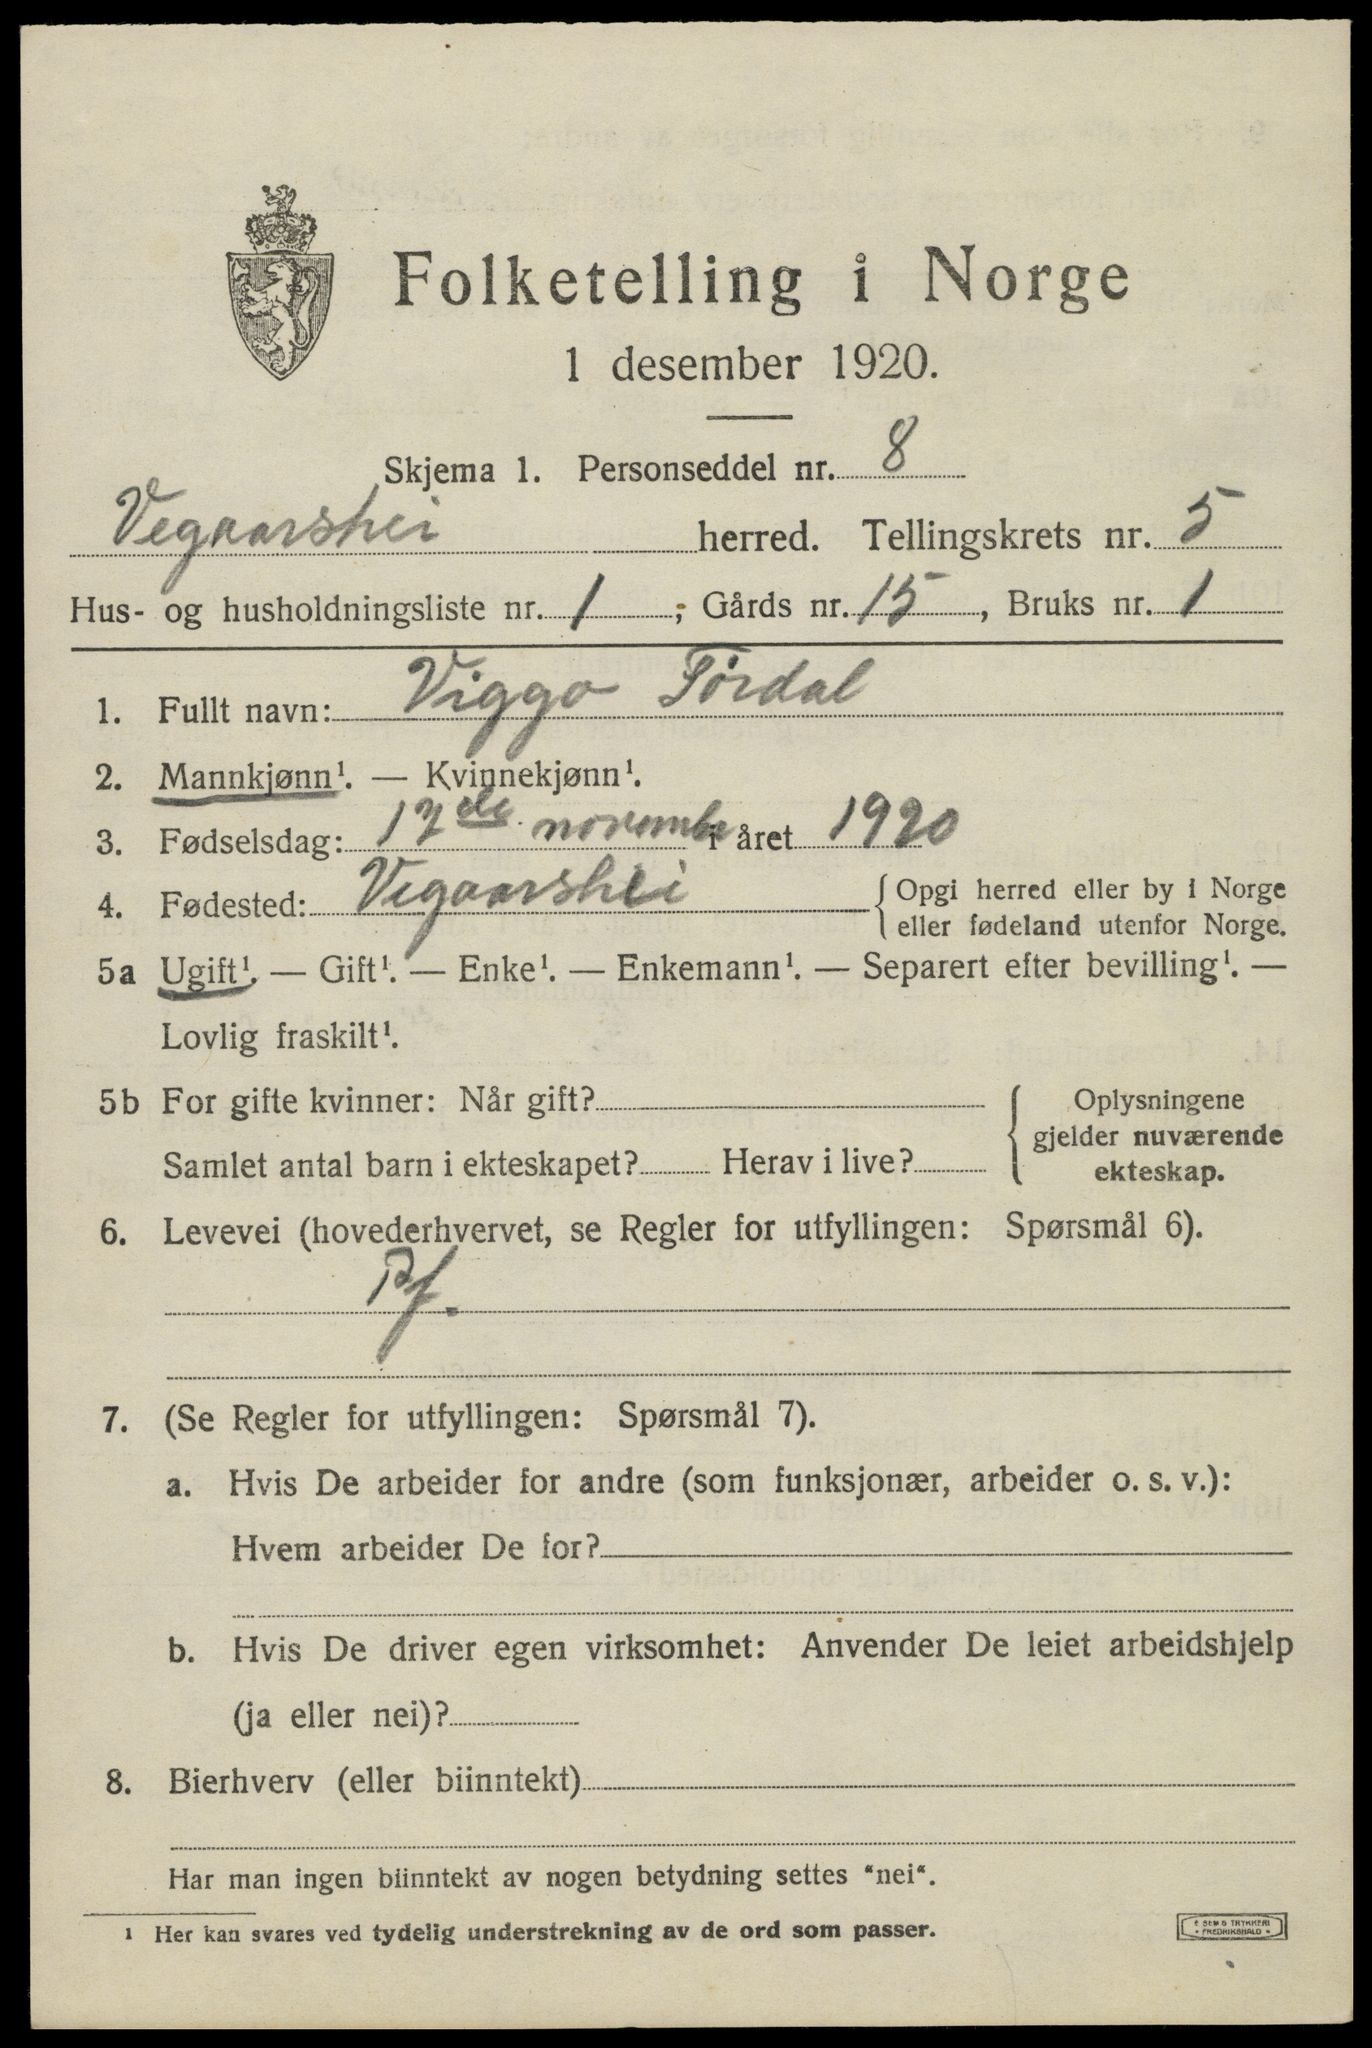 Folketelling i Norge
1 desember 1920.
Skjema 1. Personseddel nr. 8
Vegaarshei herred. Tellingskrets nr. 5
Hus- og husholdningsliste nr. 1; Gårds nr. 15, Bruks nr. 1
1. Fullt navn: Viggo Tørdal
2. Mannkjønn¹. — Kvinnekjønn¹.
3. Fødselsdag: 12de novembr i året 1920
4. Fødested: Vegaarshei {Opgi herred eller by i Norge
eller fødeland utenfor Norge.
5a Ugift¹. — Gift¹. — Enke¹. — Enkemann¹. — Separert efter bevilling¹. —
Lovlig fraskilt¹.
5b For gifte kvinner: Når gift? { Oplysningene
gjelder nuværende
Samlet antal barn i ekteskapet? Herav i live? ekteskap.
6. Levevei (hovederhvervet, se Regler for utfyllingen: Spørsmål 6).
Pf.
7. (Se Regler for utfyllingen: Spørsmål 7).
a. Hvis De arbeider for andre (som funksjonær, arbeider o. s. v.):
Hvem arbeider De for?
b. Hvis De driver egen virksomhet: Anvender De leiet arbeidshjelp
(ja eller nei)?
8. Bierhverv (eller biinntekt)
Har man ingen biinntekt av nogen betydning settes “nei“.
¹ Her kan svares ved tydelig understrekning av de ord som passer.
E SEM S TRYKKERI
• FREDRIKSHALD •